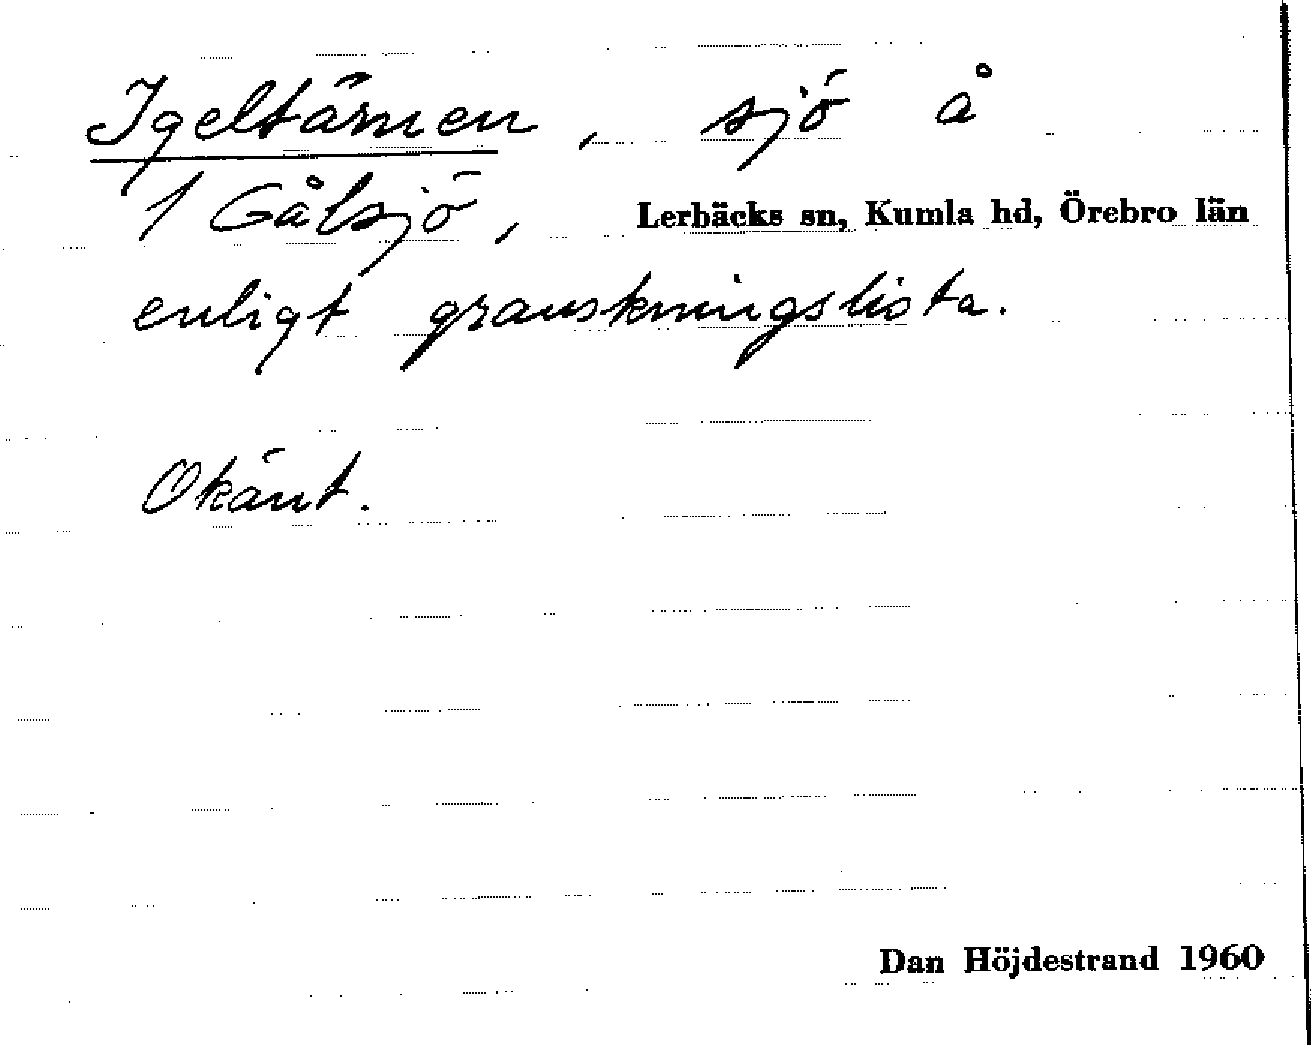 Igeltärnen, sjö å
1 Gålsjö, Lerbäcks sn, Kumla hd, Örebro län
enligt granskningslista.
Okänt.
Dan Höjdestrand 1960